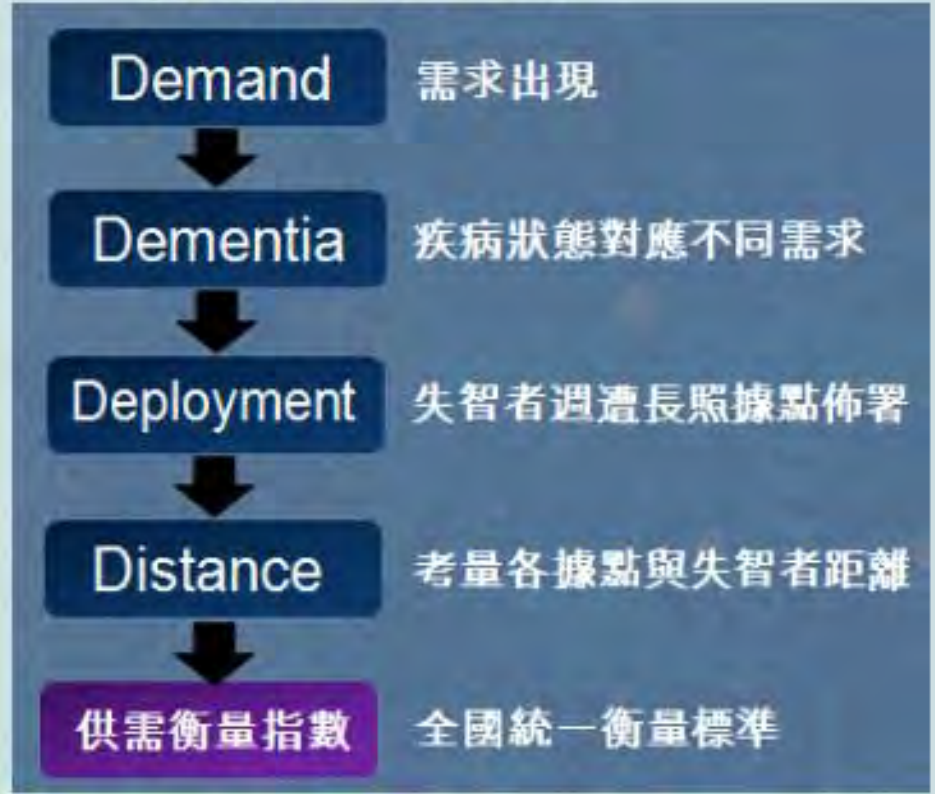 Demand 需求出現
Dementia 疾病狀態對應不同需求
Deployment 失智者週遭長照據點佈署
Distance 考量各據點與失智者距離
供需衡量指數 全國統一衡量標準